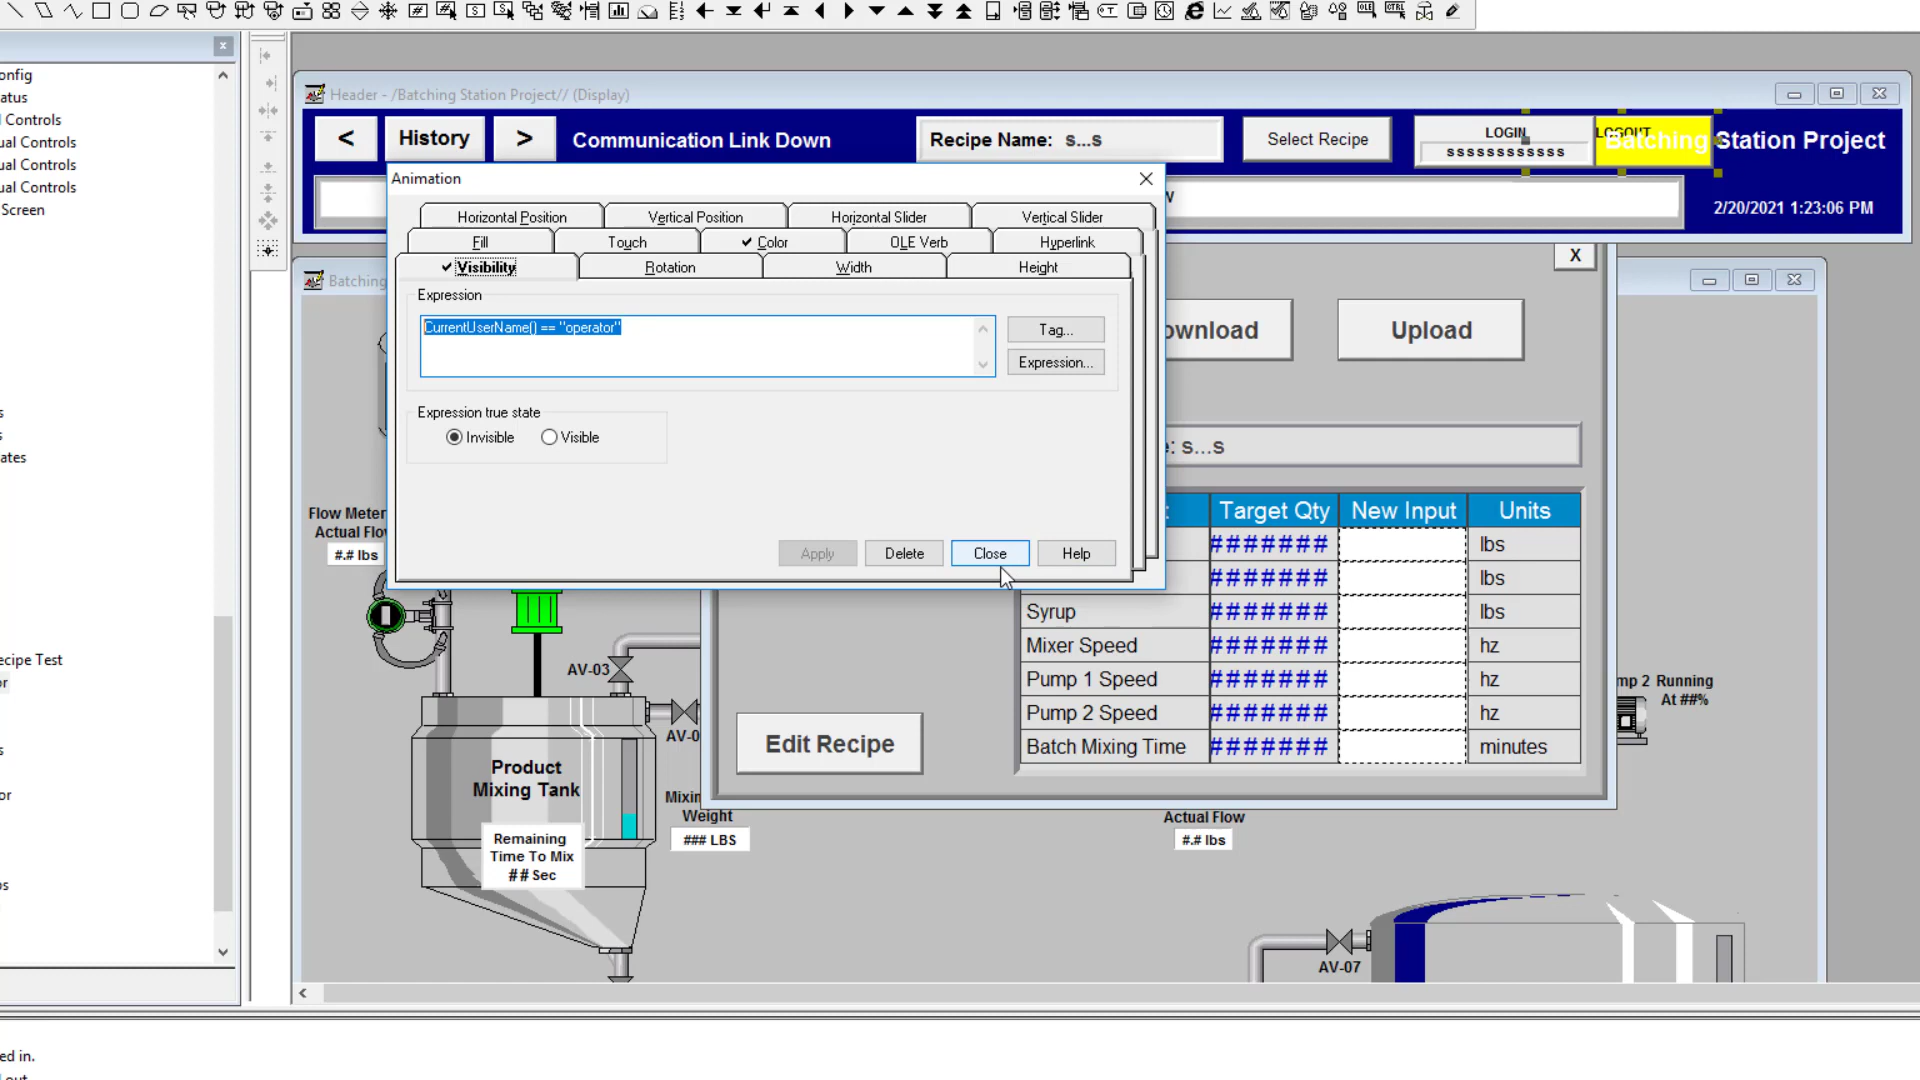 onfig
atus
l Controls
ual Controls
ual Controls
ual Controls
Screen
s
s
ates
ecipe Test
or
s
or
os
ed in.
Header - /Batching Station Project// (Display)
<
History
>
Communication Link Down
Recipe Name: s...s
Select Recipe
LOGIN
ssssssssssss
LOGOUT
Batching Station Project
2/20/2021 1:23:06 PM
Animation
Horizontal Position
Vertical Position
Horizontal Slider
Vertical Slider
Fill
Touch
Color
OLE Verb
Hyperlink
Visibility
Rotation
Width
Height
Expression
CurrentUserName() == "operator"
Tag...
Expression...
Expression true state
Invisible
Visible
Apply
Delete
Close
Help
Batching
X
ownload
Upload
e: s...s
Target Qty
New Input
Units
####### lbs
####### lbs
Syrup ####### lbs
Mixer Speed ####### hz
Pump 1 Speed ####### hz
Pump 2 Speed ####### hz
Batch Mixing Time ####### minutes
Edit Recipe
Flow Meter
Actual Flo
#.# lbs
AV-03
AV-0
Product
Mixing Tank
Remaining
Time To Mix
## Sec
Mixin
Weight
### LBS
Actual Flow
#.# lbs
mp 2 Running
At ##%
AV-07